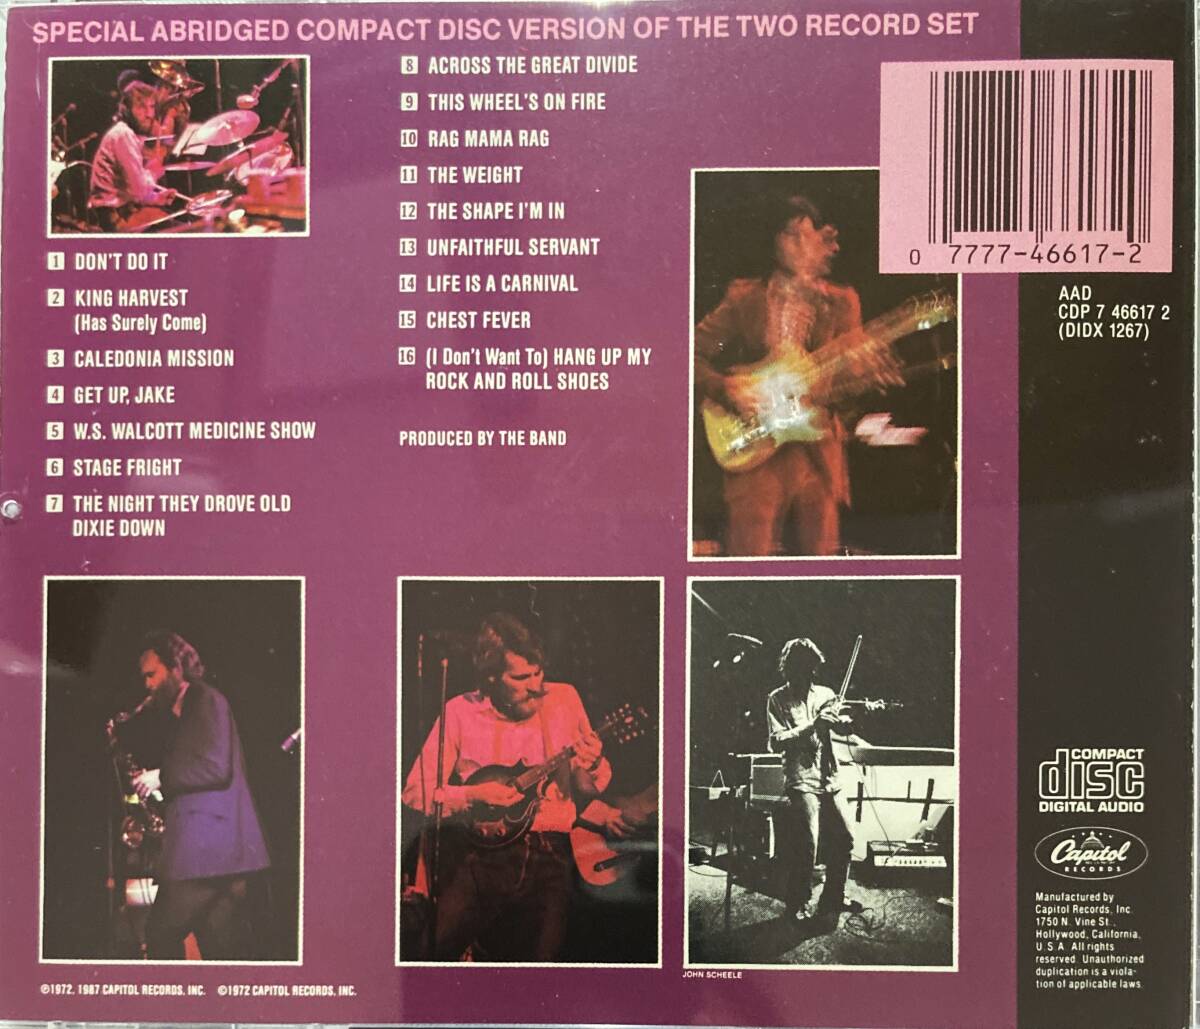 SPECIAL ABRIDGED COMPACT DISC VERSION OF THE TWO RECORD SET
1 DON'T DO IT
2 KING HARVEST
(Has Surely Come)
3 CALEDONIA MISSION
4 GET UP, JAKE
5 W.S. WALCOTT MEDICINE SHOW
6 STAGE FRIGHT
7 THE NIGHT THEY DROVE OLD
DIXIE DOWN
8 ACROSS THE GREAT DIVIDE
9 THIS WHEEL'S ON FIRE
10 RAG MAMA RAG
11 THE WEIGHT
12 THE SHAPE I'M IN
13 UNFAITHFUL SERVANT
14 LIFE IS A CARNIVAL
15 CHEST FEVER
16 (I Don't Want To) HANG UP MY
ROCK AND ROLL SHOES
PRODUCED BY THE BAND
0 7777-46617-2
AAD
CDP 7 46617 2
(DIDX 1267)
COMPACT
disc
DIGITAL AUDIO
Capitol
RECORDS
Manufactured by
Capitol Records, Inc.
1750 N. Vine St.,
Hollywood, California,
U.S.A. All rights
reserved. Unauthorized
duplication is a viola-
tion of applicable laws.
JOHN SCHEELE
℗1972, 1987 CAPITOL RECORDS, INC. ©1972 CAPITOL RECORDS, INC.